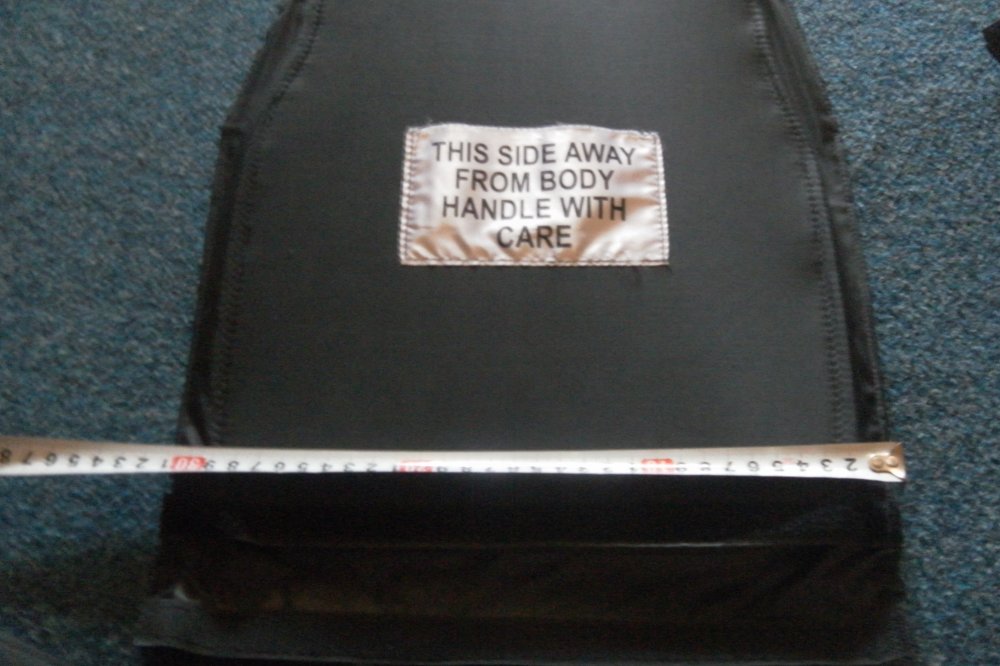 THIS SIDE AWAY
FROM BODY
HANDLE WITH
CARE